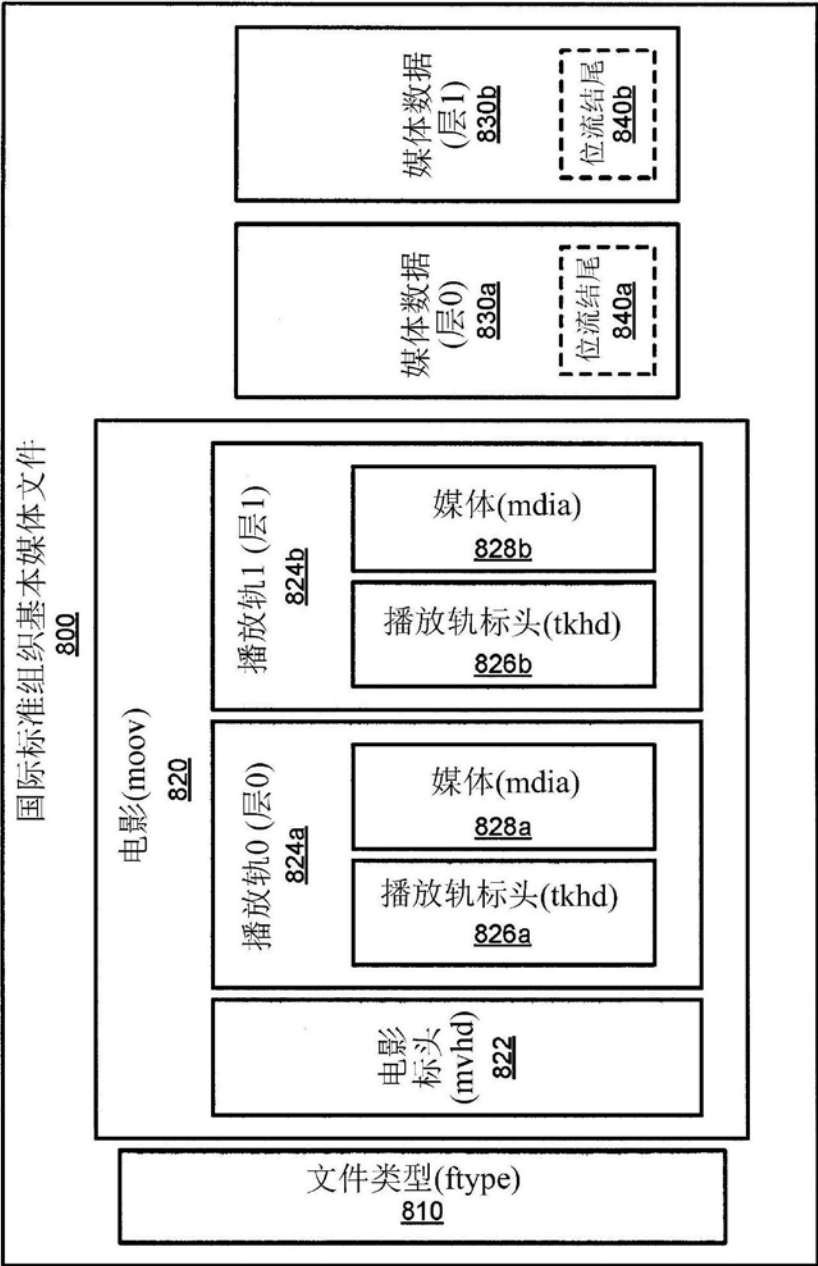 国际标准组织基本媒体文件
800
文件类型(ftype)
810
电影(moov)
820
电影
标头
(mvhd)
822
播放轨0 (层0)
824a
播放轨标头(tkhd)
826a
媒体(mdia)
828a
播放轨1 (层1)
824b
播放轨标头(tkhd)
826b
媒体(mdia)
828b
媒体数据
(层0)
830a
位流结尾
840a
媒体数据
(层1)
830b
位流结尾
840b